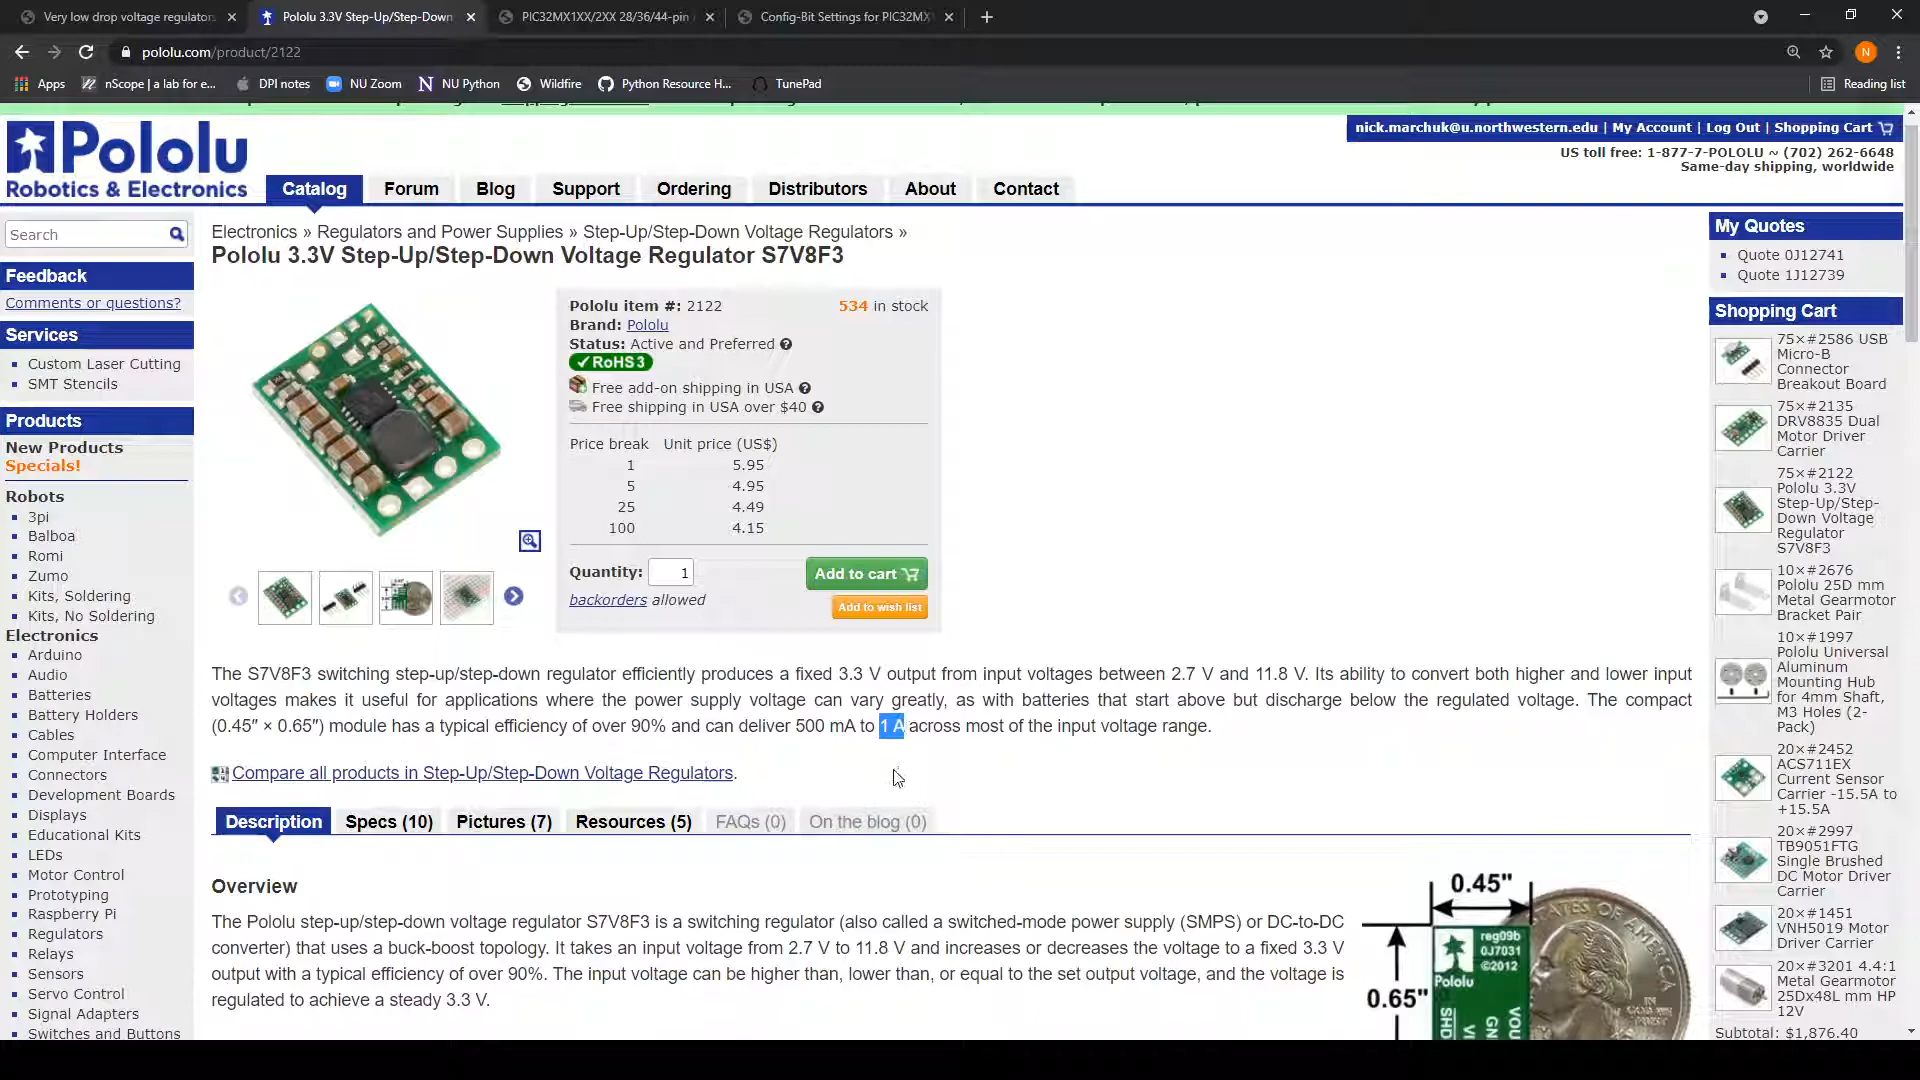 Very low drop voltage regulator
Pololu 3.3V Step-Up/Step-Down
PIC32MX1XX/2XX 28/36/44-pin
Config-Bit Settings for PIC32MX
pololu.com/product/2122
N
Apps
nScope | a lab for e...
DPI notes
NU Zoom
NU Python
Wildfire
Python Resource H...
TunePad
Reading list
Pololu
Robotics & Electronics
nick.marchuk@u.northwestern.edu | My Account | Log Out | Shopping Cart
US toll free: 1-877-7-POLOLU ~ (702) 262-6648
Same-day shipping, worldwide
Catalog
Forum
Blog
Support
Ordering
Distributors
About
Contact
Search
Feedback
Comments or questions?
Services
Custom Laser Cutting
SMT Stencils
Products
New Products
Specials!
Robots
3pi
Balboa
Romi
Zumo
Kits, Soldering
Kits, No Soldering
Electronics
Arduino
Audio
Batteries
Battery Holders
Cables
Computer Interface
Connectors
Development Boards
Displays
Educational Kits
LEDs
Motor Control
Prototyping
Raspberry Pi
Regulators
Relays
Sensors
Servo Control
Signal Adapters
Switches and Buttons
Electronics » Regulators and Power Supplies » Step-Up/Step-Down Voltage Regulators »
Pololu 3.3V Step-Up/Step-Down Voltage Regulator S7V8F3
Pololu item #: 2122
534 in stock
Brand: Pololu
Status: Active and Preferred
RoHS 3
Free add-on shipping in USA
Free shipping in USA over $40
Price break Unit price (US$)
1 5.95
5 4.95
25 4.49
100 4.15
Quantity: 1
Add to cart
backorders allowed
Add to wish list
The S7V8F3 switching step-up/step-down regulator efficiently produces a fixed 3.3 V output from input voltages between 2.7 V and 11.8 V. Its ability to convert both higher and lower input
voltages makes it useful for applications where the power supply voltage can vary greatly, as with batteries that start above but discharge below the regulated voltage. The compact
(0.45″ × 0.65″) module has a typical efficiency of over 90% and can deliver 500 mA to 1 A across most of the input voltage range.
Compare all products in Step-Up/Step-Down Voltage Regulators.
Description
Specs (10)
Pictures (7)
Resources (5)
FAQs (0)
On the blog (0)
Overview
The Pololu step-up/step-down voltage regulator S7V8F3 is a switching regulator (also called a switched-mode power supply (SMPS) or DC-to-DC
converter) that uses a buck-boost topology. It takes an input voltage from 2.7 V to 11.8 V and increases or decreases the voltage to a fixed 3.3 V
output with a typical efficiency of over 90%. The input voltage can be higher than, lower than, or equal to the set output voltage, and the voltage is
regulated to achieve a steady 3.3 V.
0.45"
0.65"
reg09b
0J7031
©2012
Pololu
My Quotes
Quote 0J12741
Quote 1J12739
Shopping Cart
75×#2586 USB
Micro-B
Connector
Breakout Board
75×#2135
DRV8835 Dual
Motor Driver
Carrier
75×#2122
Pololu 3.3V
Step-Up/Step-
Down Voltage
Regulator
S7V8F3
10×#2676
Pololu 25D mm
Metal Gearmotor
Bracket Pair
10×#1997
Pololu Universal
Aluminum
Mounting Hub
for 4mm Shaft,
M3 Holes (2-
Pack)
20×#2452
ACS711EX
Current Sensor
Carrier -15.5A to
+15.5A
20×#2997
TB9051FTG
Single Brushed
DC Motor Driver
Carrier
20×#1451
VNH5019 Motor
Driver Carrier
20×#3201 4.4:1
Metal Gearmotor
25Dx48L mm HP
12V
Subtotal: $1,876.40